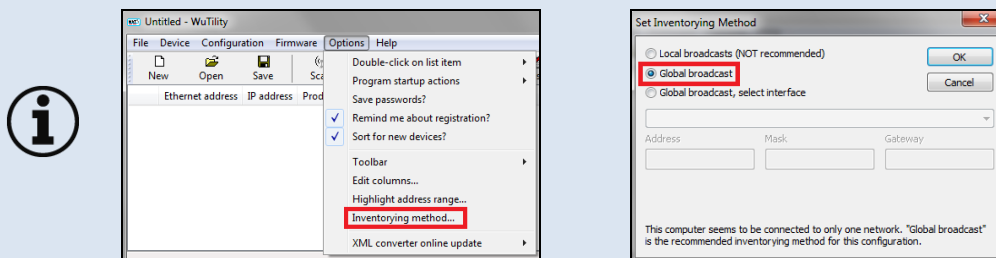 Untitled - WuTility
File Device Configuration Firmware Options Help
New Open Save
Ethernet address IP address
Double-click on list item
Program startup actions
Save passwords?
Remind me about registration?
Sort for new devices?
Toolbar
Edit columns...
Highlight address range...
Inventorying method...
XML converter online update
Set Inventorying Method
Local broadcasts (NOT recommended)
Global broadcast
Global broadcast, select interface
OK
Cancel
Address Mask Gateway
This computer seems to be connected to only one network. "Global broadcast"
is the recommended inventorying method for this configuration.